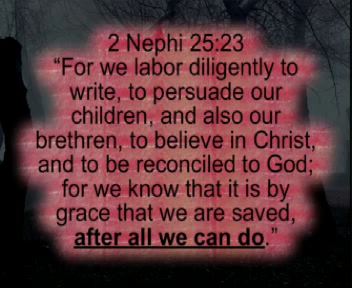 2 Nephi 25:23
“For we labor diligently to
write, to persuade our
children, and also our
brethren, to believe in Christ,
and to be reconciled to God;
for we know that it is by
grace that we are saved,
after all we can do.”